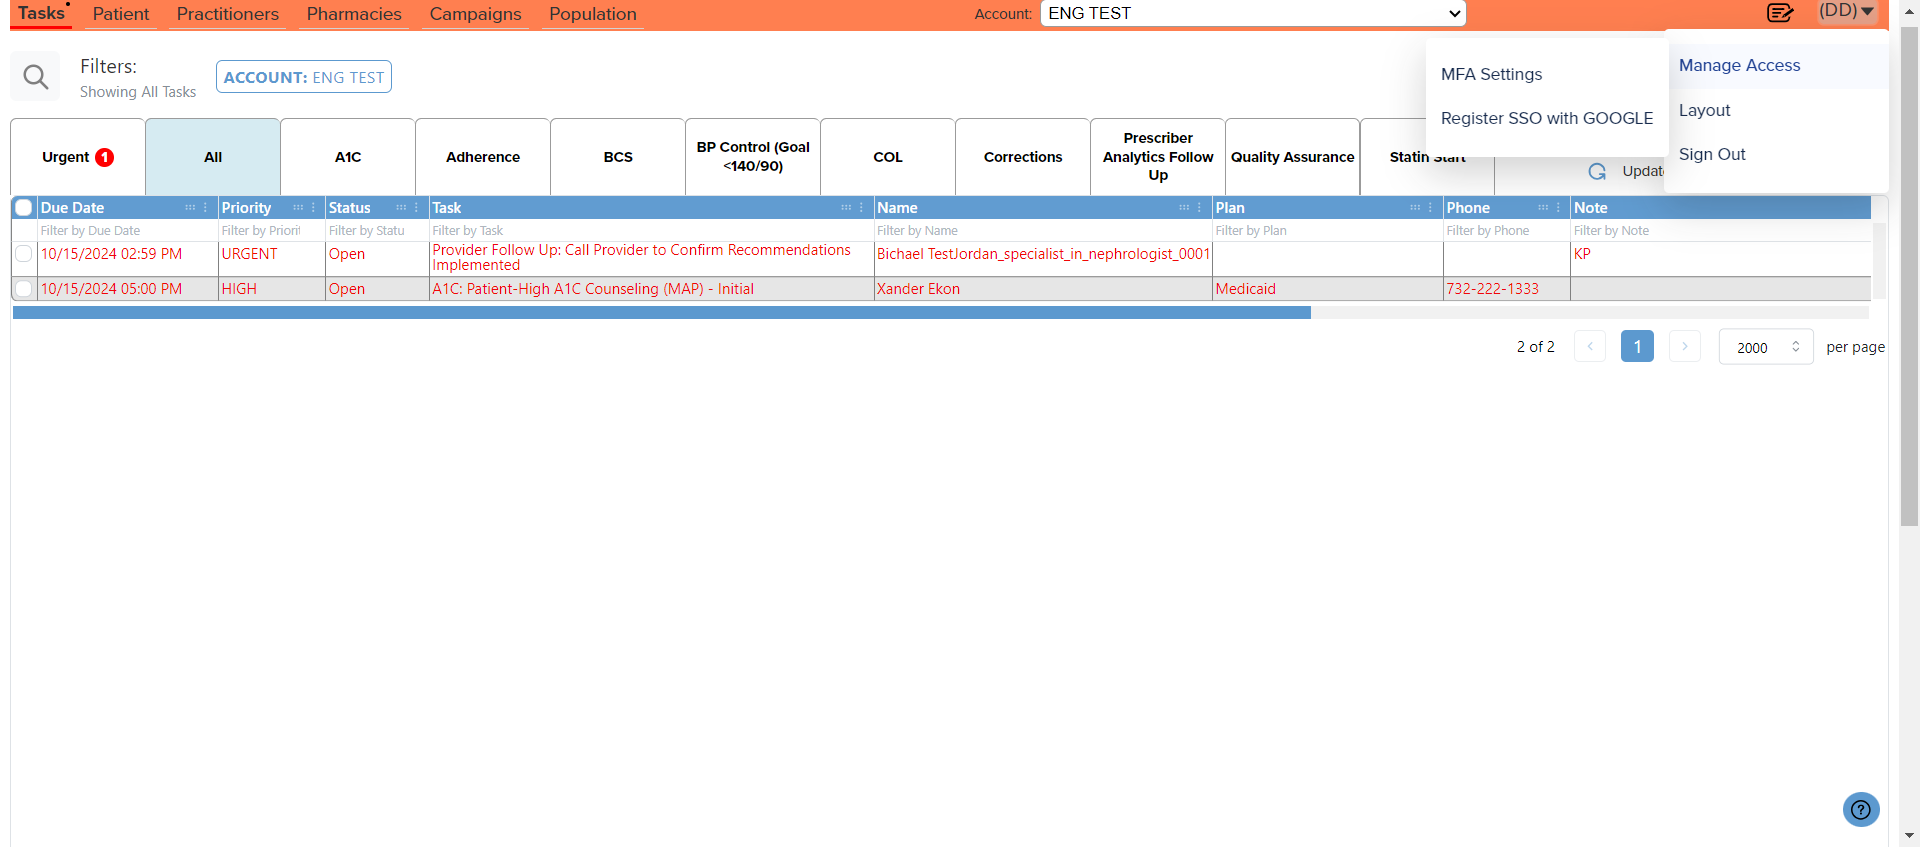 Tasks Patient Practitioners Pharmacies Campaigns Population Account: ENG TEST (DD)
Filters:
Showing All Tasks
ACCOUNT: ENG TEST
MFA Settings
Register SSO with GOOGLE
Manage Access
Layout
Sign Out
Urgent 1
All
A1C
Adherence
BCS
BP Control (Goal
<140/90)
COL
Corrections
Prescriber
Analytics Follow
Up
Quality Assurance
Statin Start
Due Date Priority Status Task Name Plan Phone Note
Filter by Due Date Filter by Priorit Filter by Statu Filter by Task Filter by Name Filter by Plan Filter by Phone Filter by Note
10/15/2024 02:59 PM URGENT Open Provider Follow Up: Call Provider to Confirm Recommendations
Implemented
Bichael TestJordan_specialist_in_nephrologist_0001 KP
10/15/2024 05:00 PM HIGH Open A1C: Patient-High A1C Counseling (MAP) - Initial Xander Ekon Medicaid 732-222-1333
2 of 2 1 2000 per page